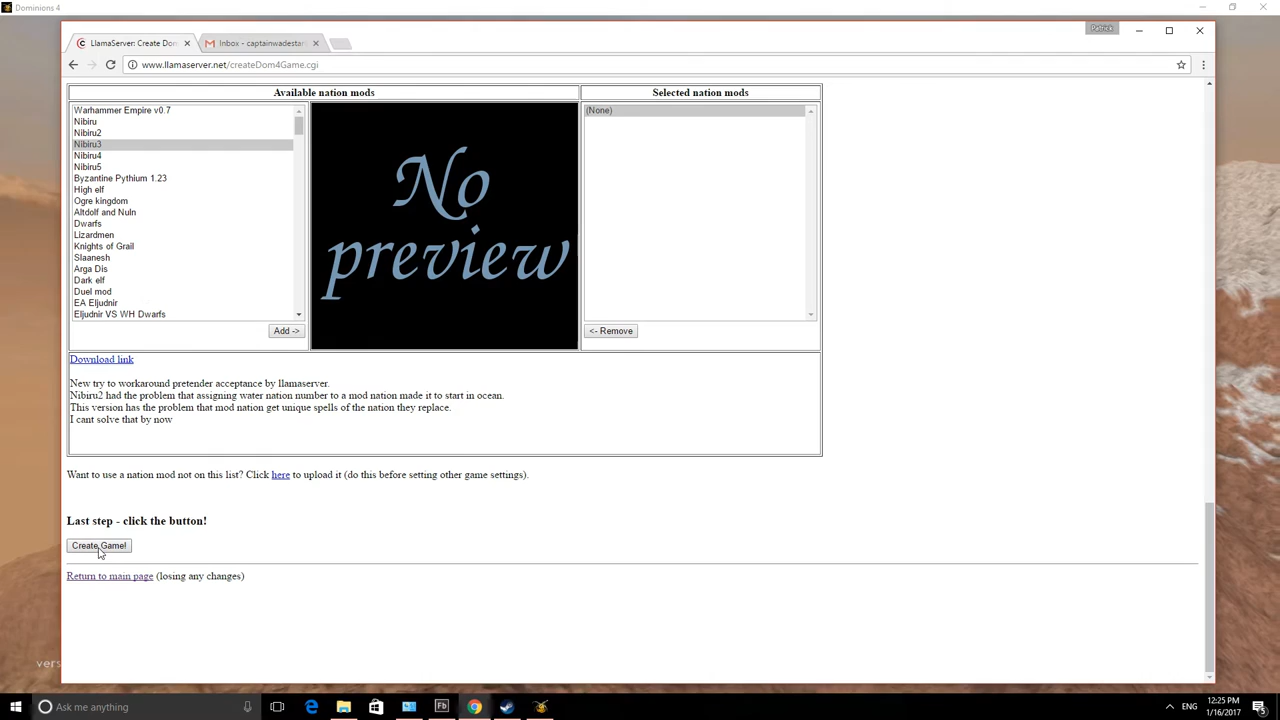 Dominions 4
Patrick
LlamaServer: Create Dom
Inbox - captainwadestar
www.llamaserver.net/createDom4Game.cgi
Available nation mods
Selected nation mods
Warhammer Empire v0.7
Nibiru
Nibiru2
Nibiru3
Nibiru4
Nibiru5
Byzantine Pythium 1.23
High elf
Ogre kingdom
Altdolf and Nuln
Dwarfs
Lizardmen
Knights of Grail
Slaanesh
Arga Dis
Dark elf
Duel mod
EA Eljudnir
Eljudnir VS WH Dwarfs
No
preview
(None)
Add ->
<- Remove
Download link
New try to workaround pretender acceptance by llamaserver.
Nibiru2 had the problem that assigning water nation number to a mod nation made it to start in ocean.
This version has the problem that mod nation get unique spells of the nation they replace.
I cant solve that by now
Want to use a nation mod not on this list? Click here to upload it (do this before setting other game settings).
Last step - click the button!
Create Game!
Return to main page (losing any changes)
vers
Ask me anything
Fb
ENG
12:25 PM
1/16/2017
5